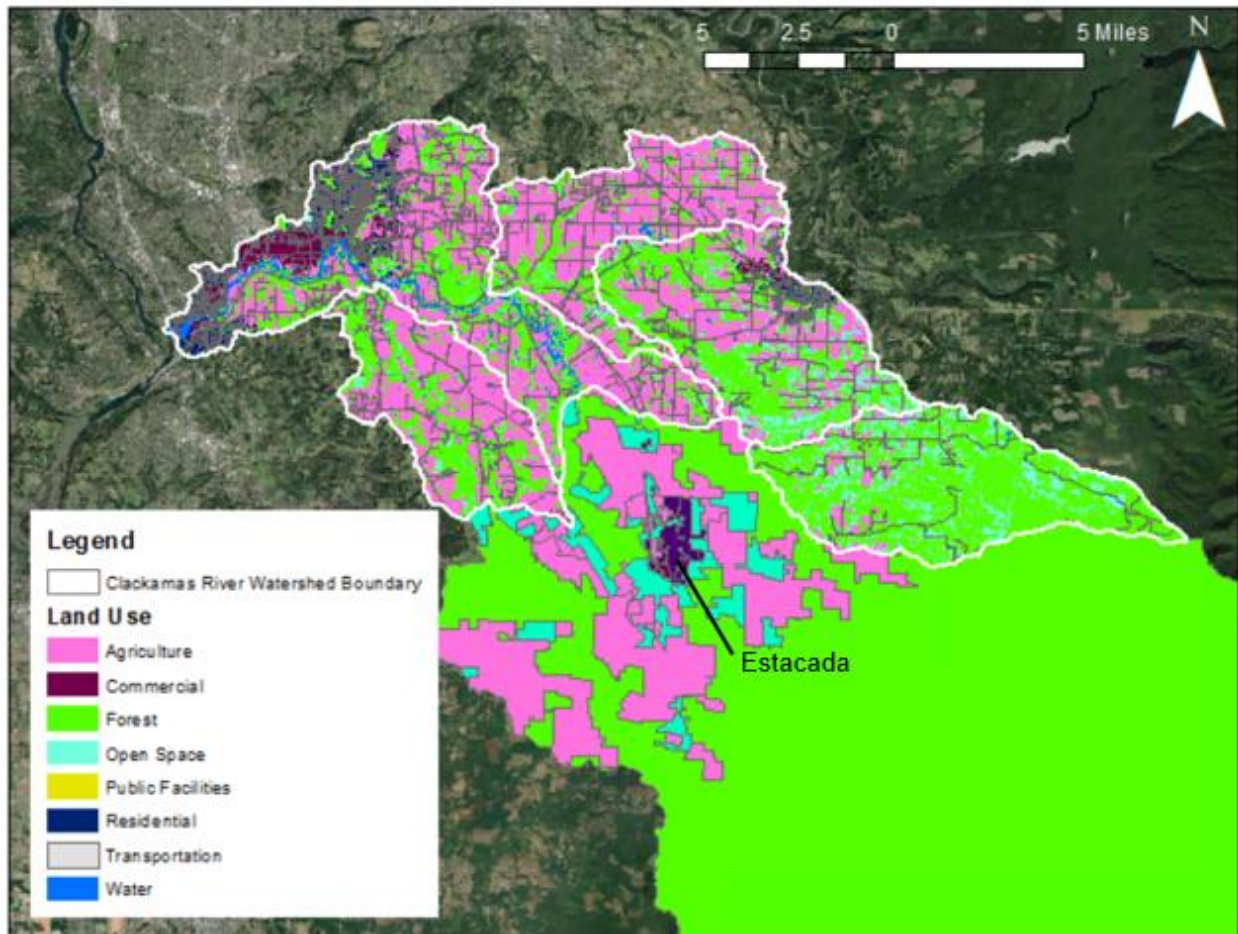 5 2.5 0 5 Miles
N
Legend
Clackamas River Watershed Boundary
Land Use
Agriculture
Commercial
Forest
Open Space
Public Facilities
Residential
Transportation
Water
Estacada